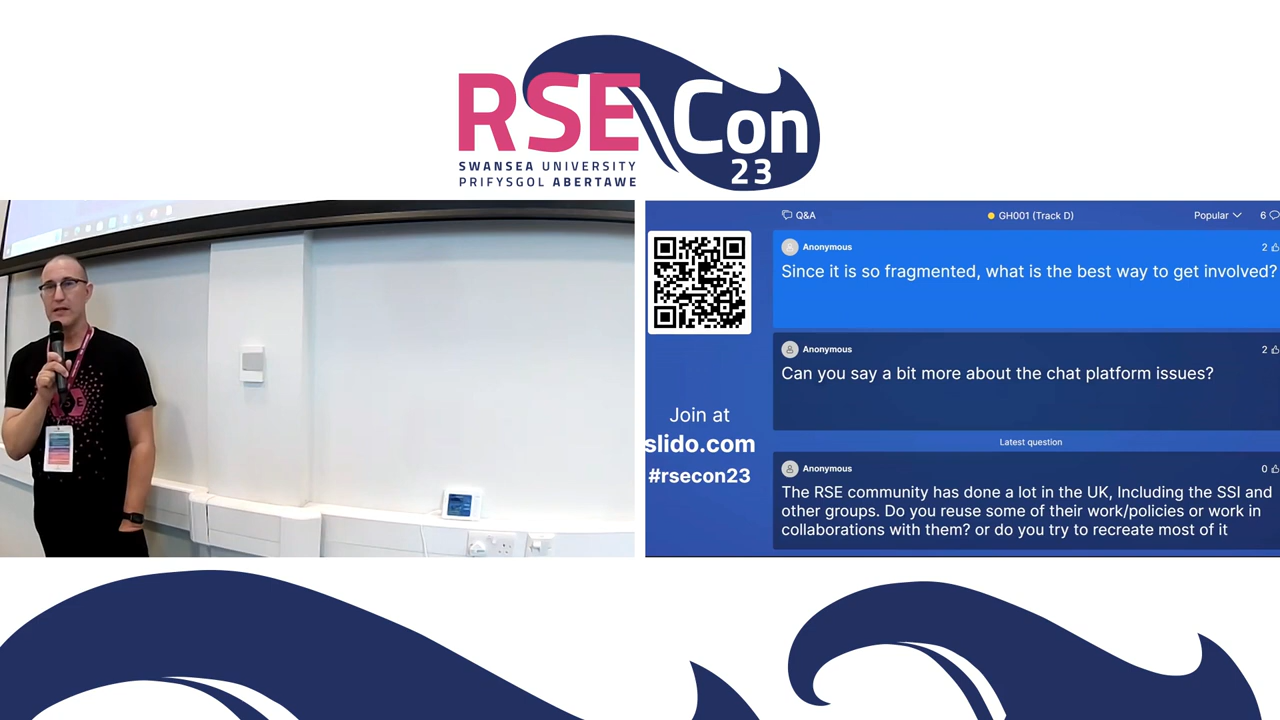 RSE Con
23
SWANSEA UNIVERSITY
PRIFYSGOL ABERTAWE
Q&A
GH001 (Track D)
Popular
6
Anonymous
2
Since it is so fragmented, what is the best way to get involved?
Anonymous
2
Can you say a bit more about the chat platform issues?
Join at
slido.com
#rsecon23
Latest question
Anonymous
0
The RSE community has done a lot in the UK, Including the SSI and
other groups. Do you reuse some of their work/policies or work in
collaborations with them? or do you try to recreate most of it